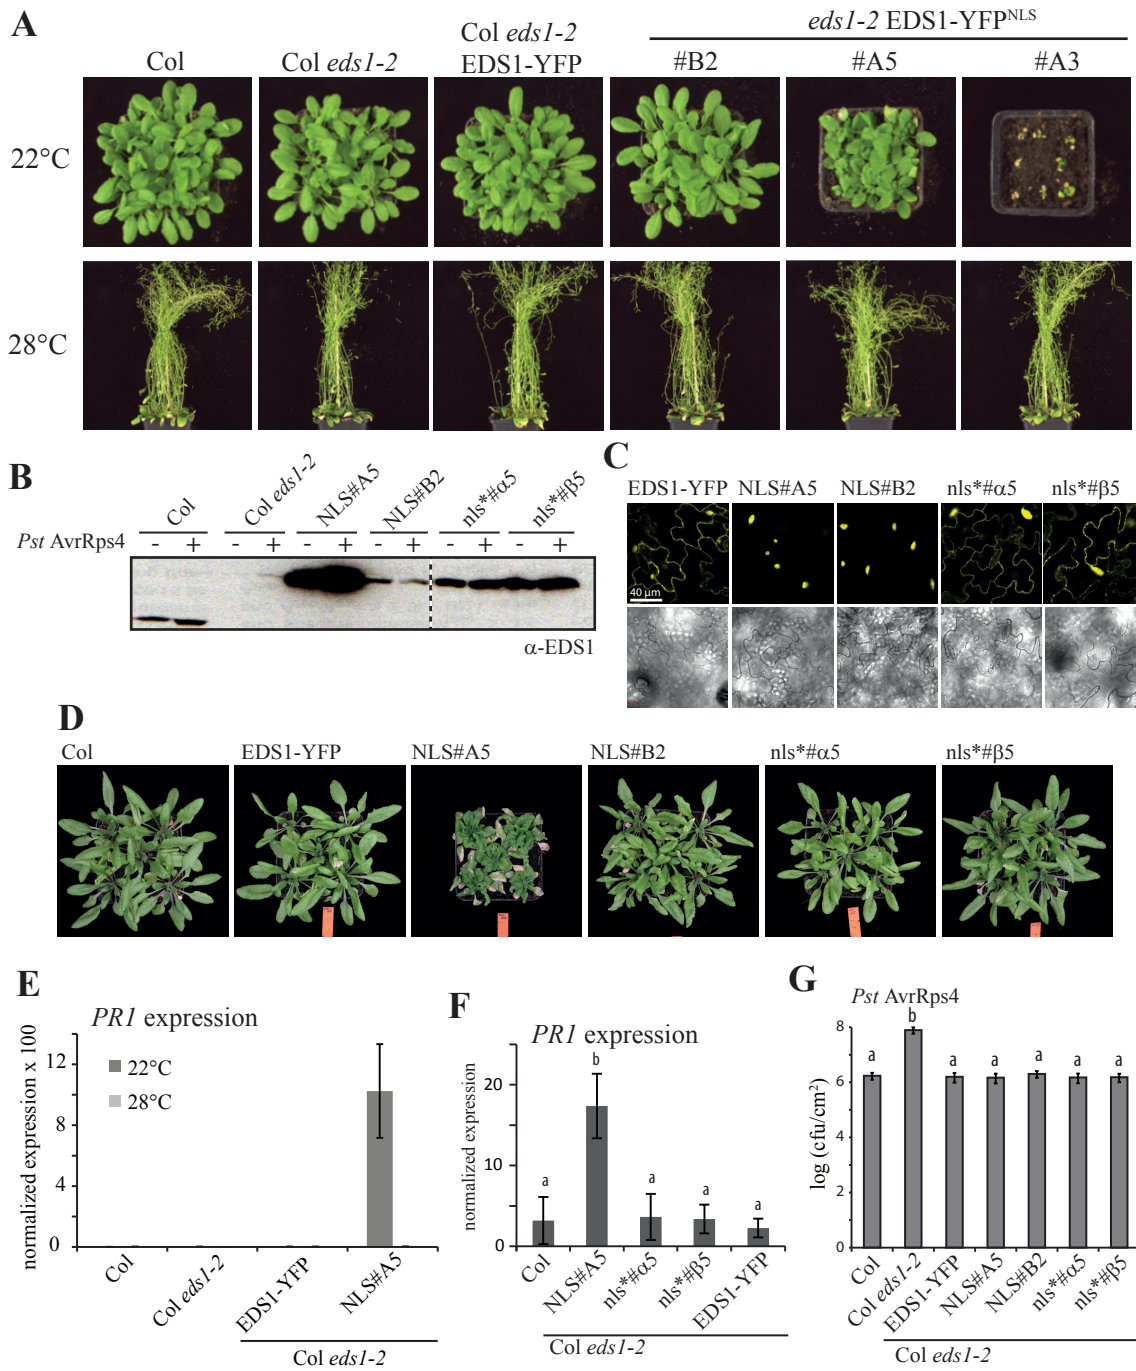 A
Col
Col eds1-2
Col eds1-2
EDS1-YFP
eds1-2 EDS1-YFP^NLS
#B2
#A5
#A3
22°C
28°C
B
Col
Col eds1-2
NLS#A5
NLS#B2
nls*#α5
nls*#β5
Pst AvrRps4
- + - + - + - + - + - +
α-EDS1
C
EDS1-YFP
NLS#A5
NLS#B2
nls*#α5
nls*#β5
40 µm
D
Col
EDS1-YFP
NLS#A5
NLS#B2
nls*#α5
nls*#β5
E
PR1 expression
normalized expression x 100
12
10
8
4
0
22°C
28°C
Col
Col eds1-2
EDS1-YFP
NLS#A5
Col eds1-2
F
PR1 expression
normalized expression
20
10
0
a
b
a
a
a
Col
NLS#A5
nls*#α5
nls*#β5
EDS1-YFP
Col eds1-2
G
Pst AvrRps4
log (cfu/cm²)
8
6
4
2
0
a
b
a
a
a
a
a
Col
Col eds1-2
EDS1-YFP
NLS#A5
NLS#B2
nls*#α5
nls*#β5
Col eds1-2